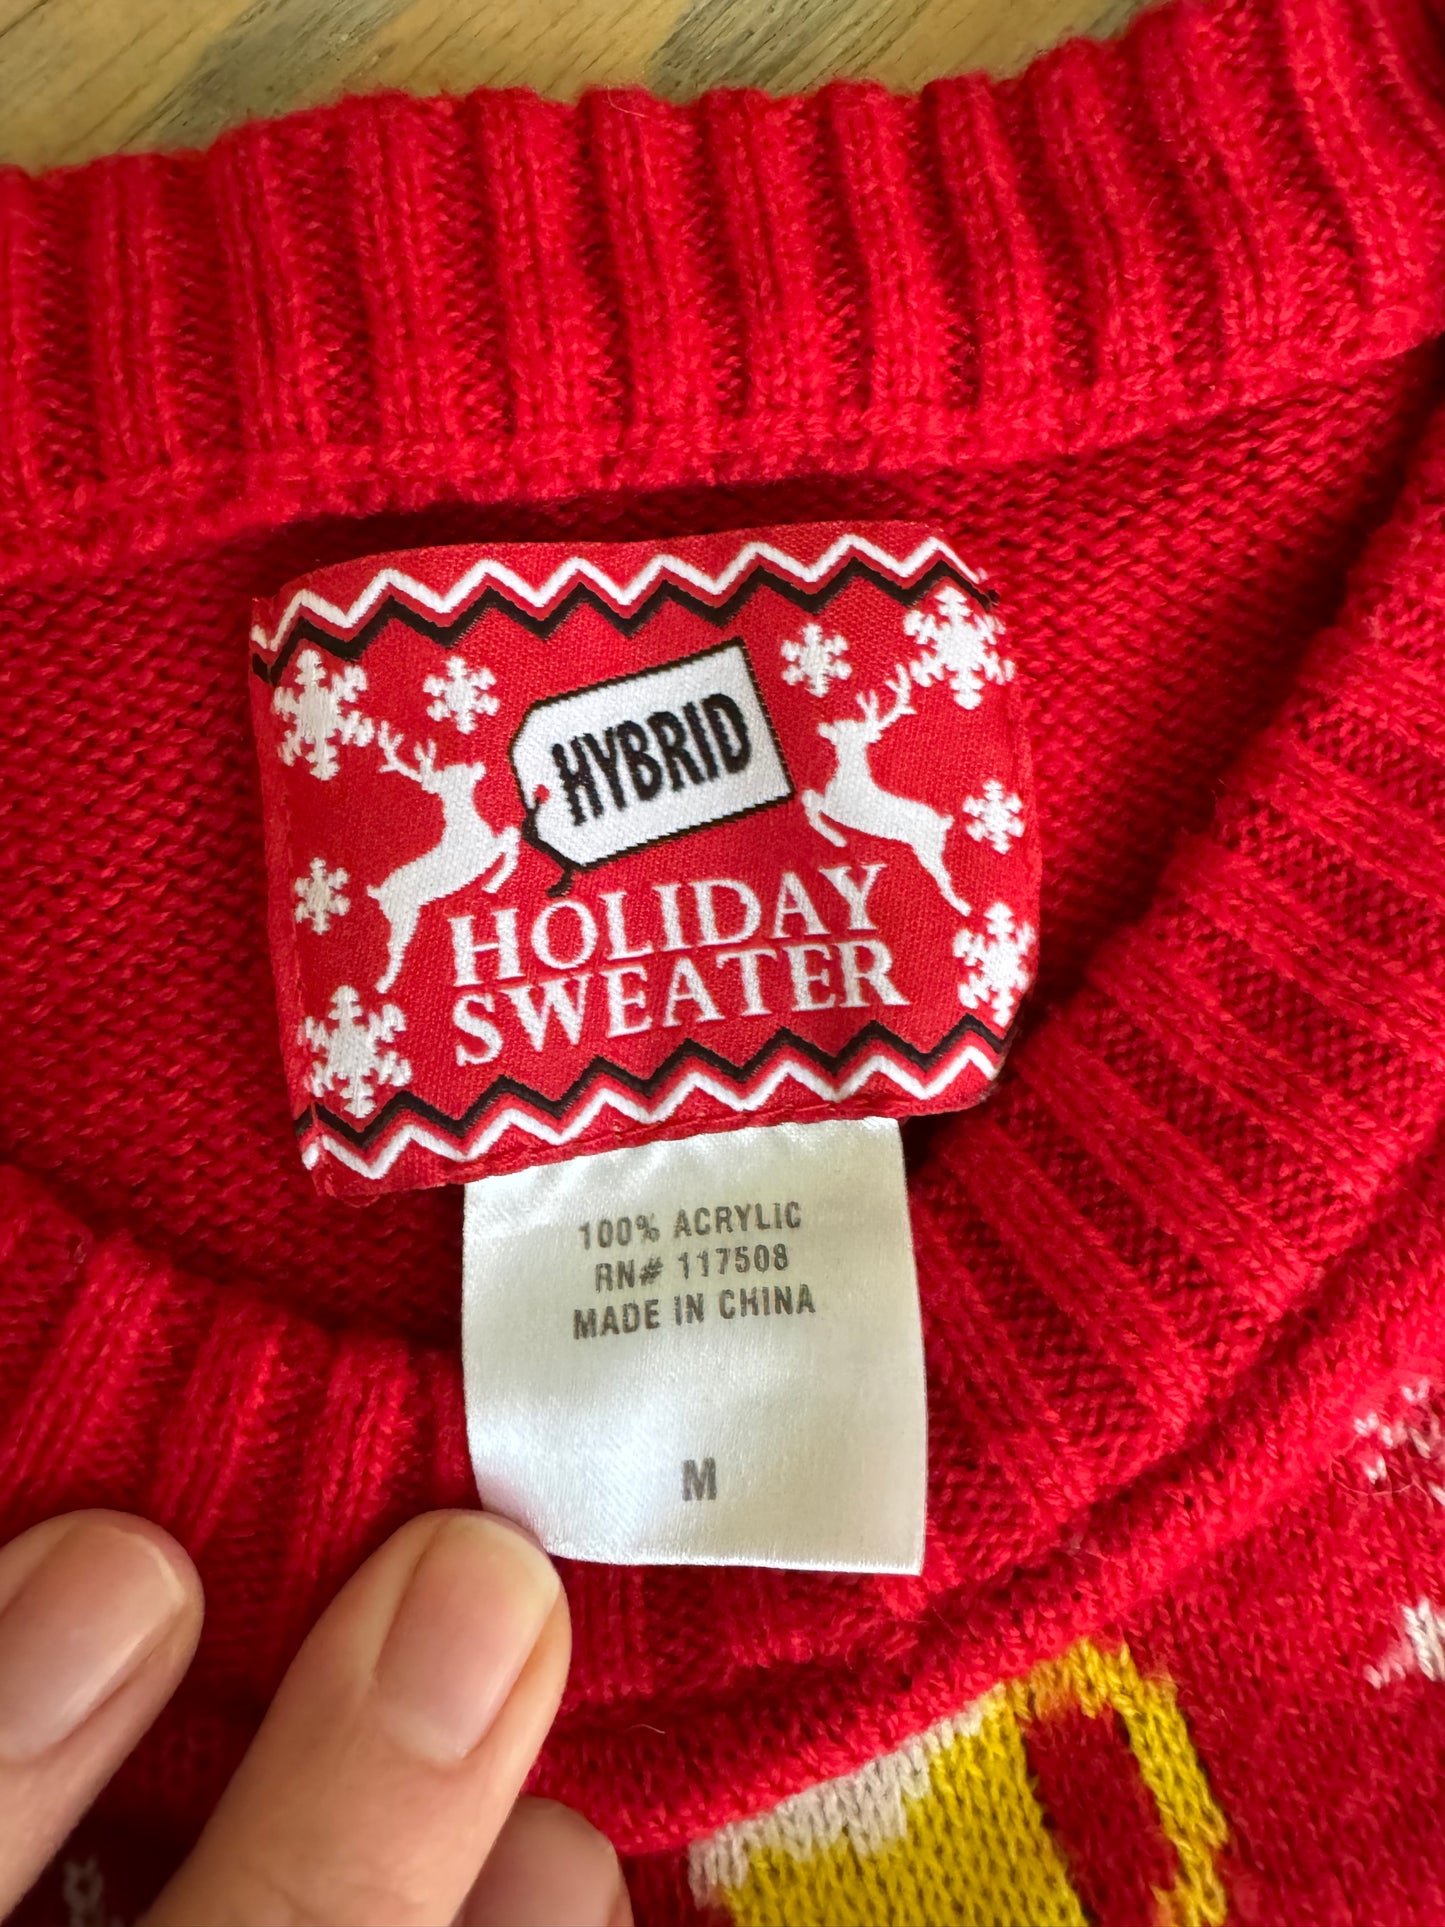 HYBRID
HOLIDAY
SWEATER
100% ACRYLIC
RN# 117508
MADE IN CHINA
M